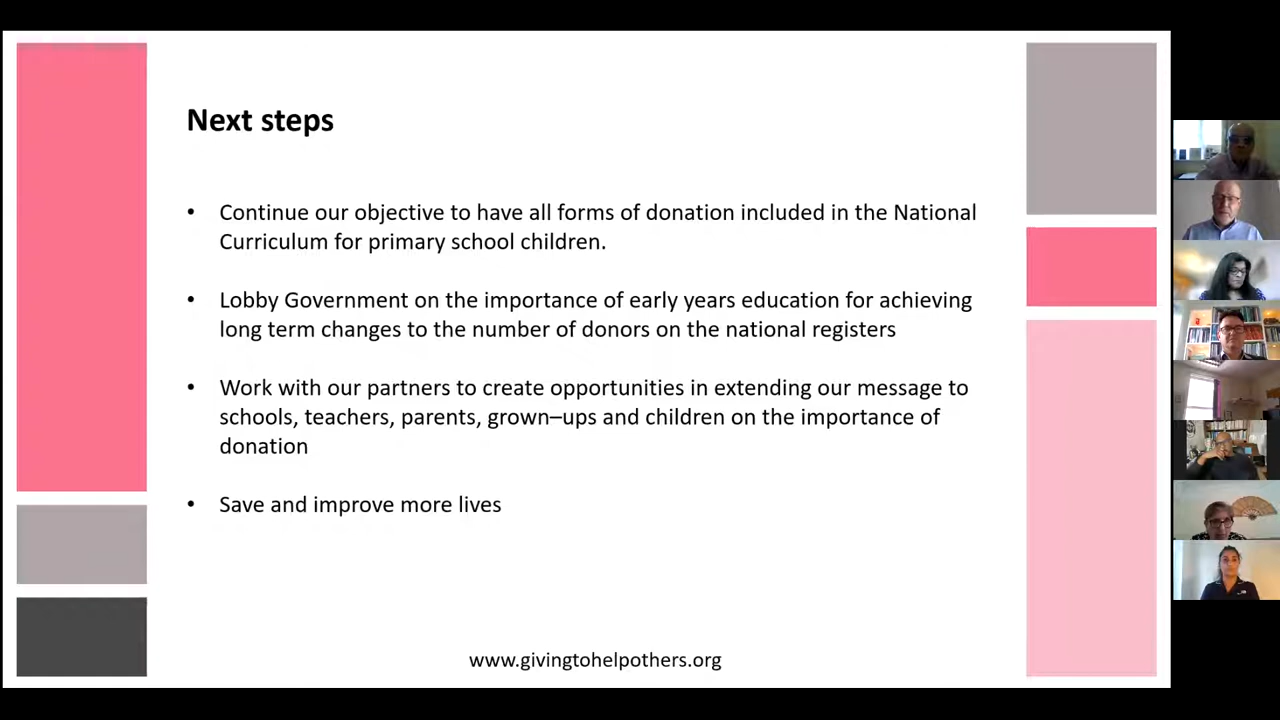 Next steps
• Continue our objective to have all forms of donation included in the National
Curriculum for primary school children.
• Lobby Government on the importance of early years education for achieving
long term changes to the number of donors on the national registers
• Work with our partners to create opportunities in extending our message to
schools, teachers, parents, grown–ups and children on the importance of
donation
• Save and improve more lives
www.givingtohelpothers.org